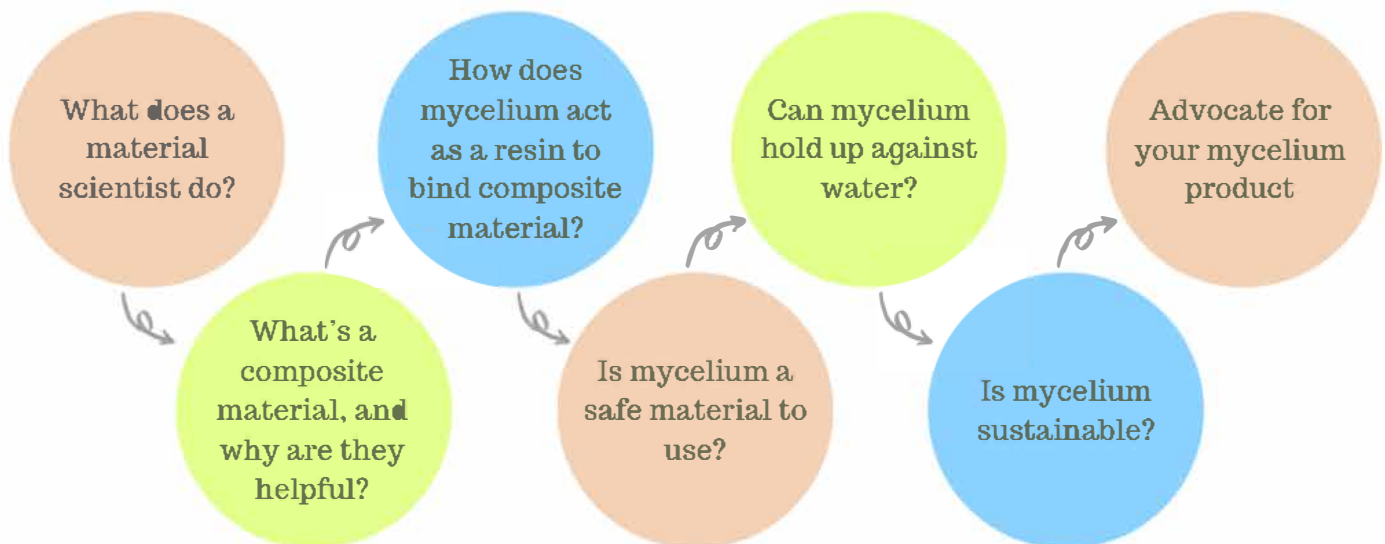 What does a
material
scientist do?
What's a
composite
material, and
why are they
helpful?
How does
mycelium act
as a resin to
bind composite
material?
Is mycelium a
safe material to
use?
Can mycelium
hold up against
water?
Is mycelium
sustainable?
Advocate for
your mycelium
product